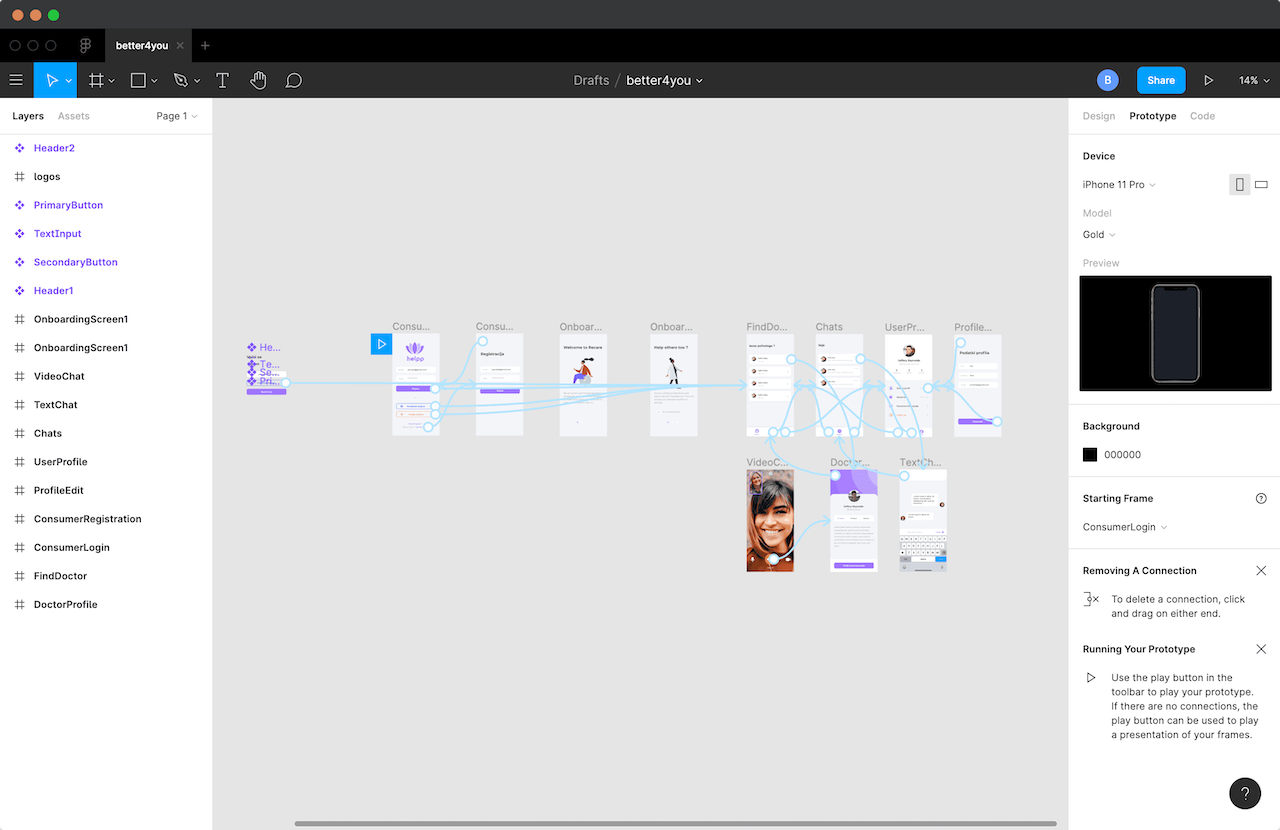 better4you
Drafts / better4you
B
Share
14%
Layers
Assets
Page 1
Header2
logos
PrimaryButton
TextInput
SecondaryButton
Header1
OnboardingScreen1
OnboardingScreen1
VideoChat
TextChat
Chats
UserProfile
ProfileEdit
ConsumerRegistration
ConsumerLogin
FindDoctor
DoctorProfile
He...
Te...
Se...
Pri...
Consu...
Consu...
Onboar...
Onboar...
FindDo...
Chats
UserPr...
Profile...
helpp
Registracija
Welcome to Recare
Help others too ?
Podatki profila
VideoC...
Doctor...
TextCh...
Design
Prototype
Code
Device
iPhone 11 Pro
Model
Gold
Preview
Background
000000
Starting Frame
?
ConsumerLogin
Removing A Connection
To delete a connection, click
and drag on either end.
Running Your Prototype
Use the play button in the
toolbar to play your prototype.
If there are no connections, the
play button can be used to play
a presentation of your frames.
?